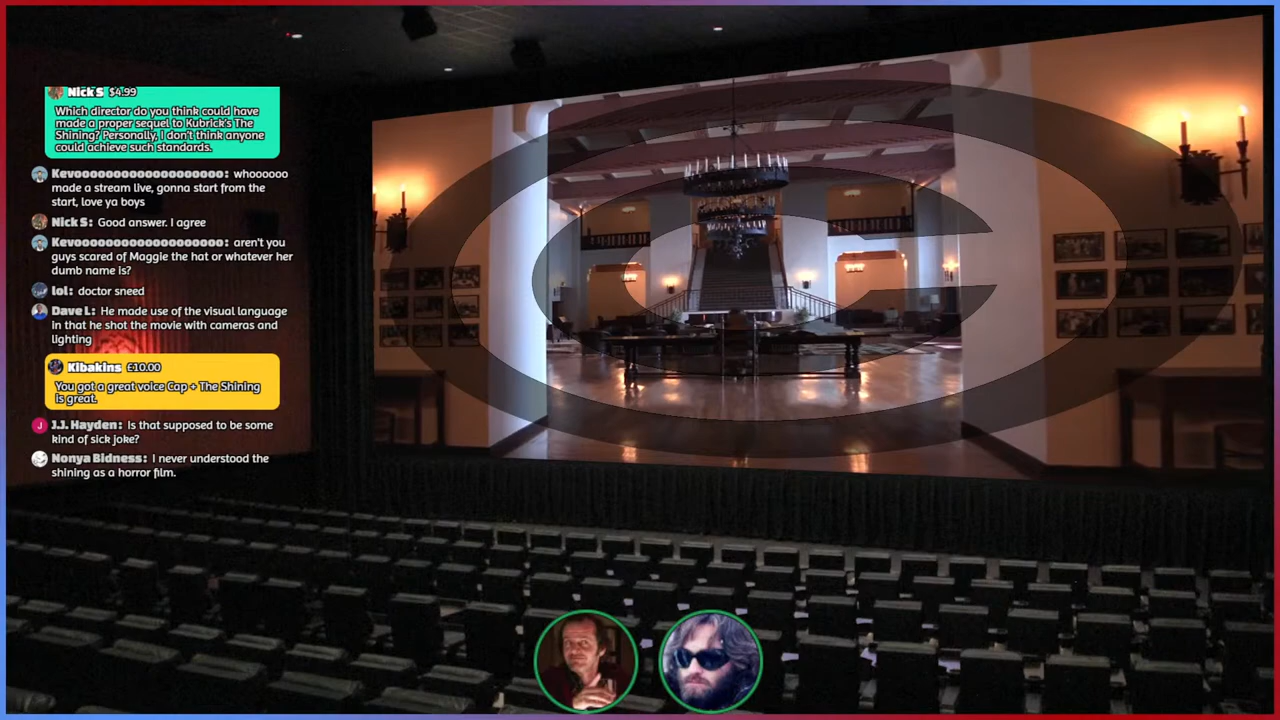 Nick S $4.99
Which director do you think could have
made a proper sequel to Kubrick's The
Shining? Personally, I don't think anyone
could achieve such standards.
Kevooooooooooooooooooo: whoooooo
made a stream live, gonna start from the
start, love ya boys
Nick S: Good answer. I agree
Kevooooooooooooooooooo: aren't you
guys scared of Maggie the hat or whatever her
dumb name is?
lol: doctor sneed
Dave L: He made use of the visual language
in that he shot the movie with cameras and
lighting
Kibakins £10.00
You got a great voice Cap + The Shining
is great.
J
J.J. Hayden: Is that supposed to be some
kind of sick joke?
Nonya Bidness: I never understood the
shining as a horror film.